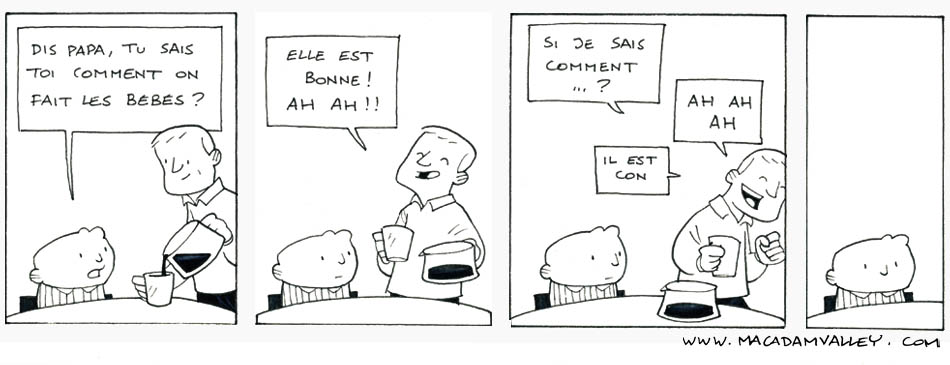 DIS PAPA, TU SAIS
TOI COMMENT ON
FAIT LES BÉBÉS ?
ELLE EST
BONNE !
AH AH !!
SI JE SAIS
COMMENT
... ?
AH AH
AH
IL EST
CON
WWW. MACADAMVALLEY. COM